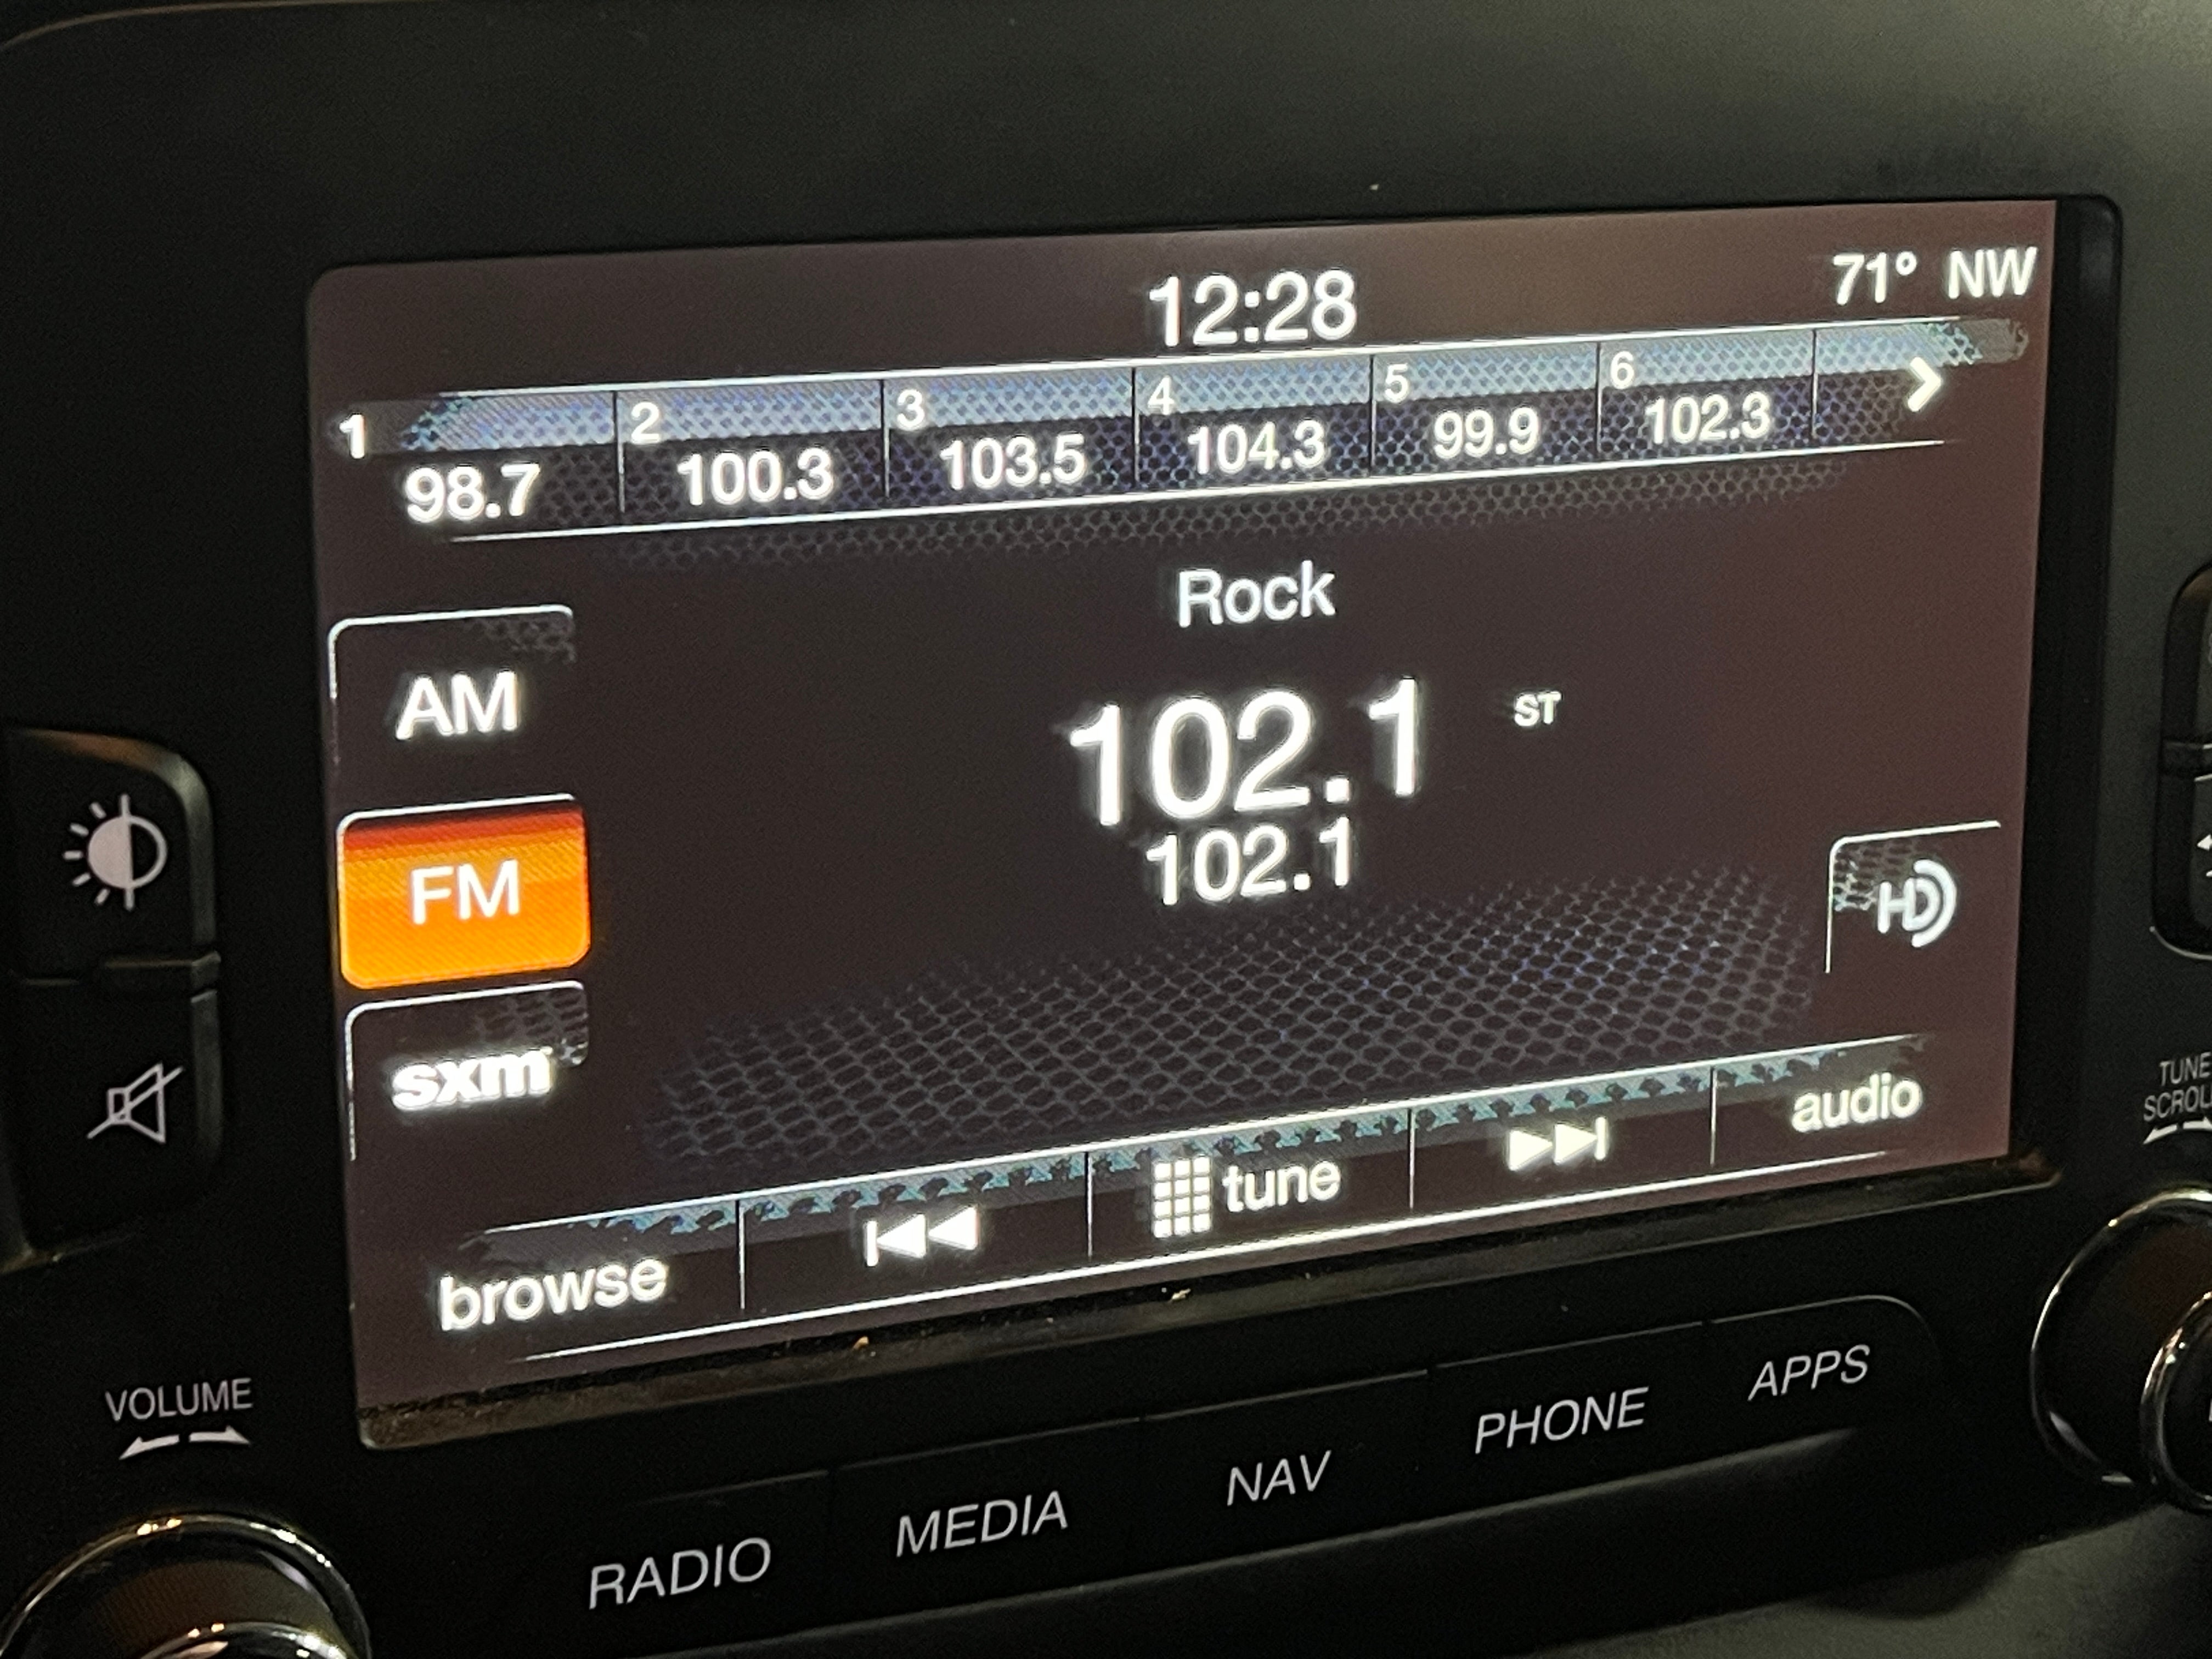 12:28
71° NW
1 2 3 4 5 6
98.7 100.3 103.5 104.3 99.9 102.3
Rock
AM
102.1 ST
102.1
FM
HD
sxm
browse tune audio
VOLUME
TUNE
RADIO MEDIA NAV PHONE APPS